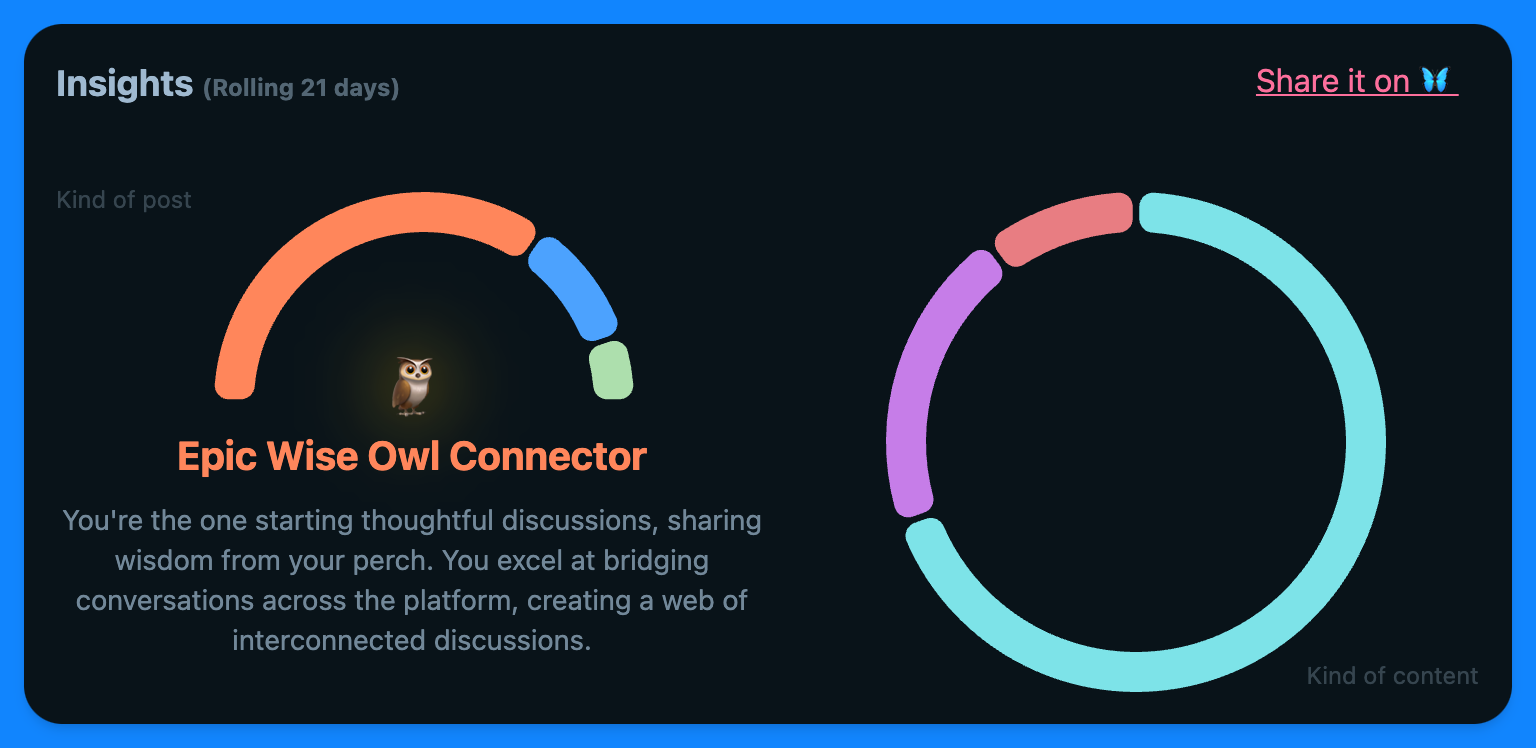 Insights (Rolling 21 days)
Share it on 🦋
Kind of post
Epic Wise Owl Connector
You're the one starting thoughtful discussions, sharing
wisdom from your perch. You excel at bridging
conversations across the platform, creating a web of
interconnected discussions.
Kind of content